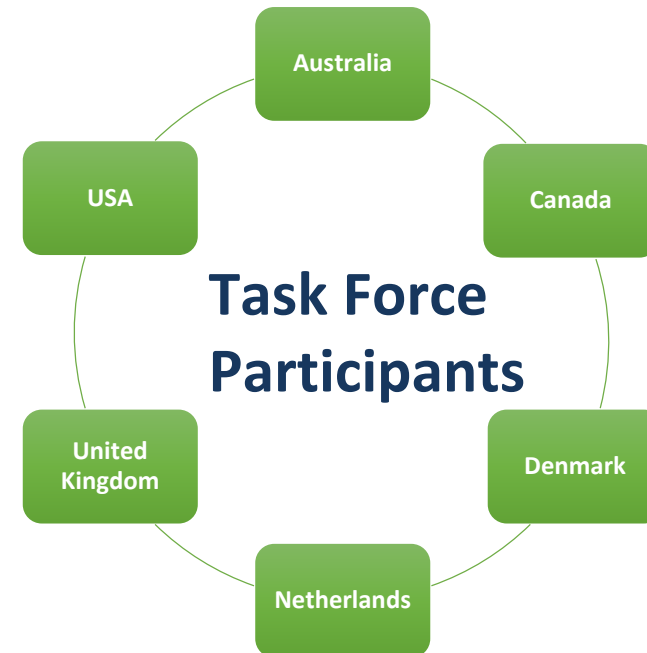 Australia
USA
Canada
Task Force
Participants
United
Kingdom
Denmark
Netherlands